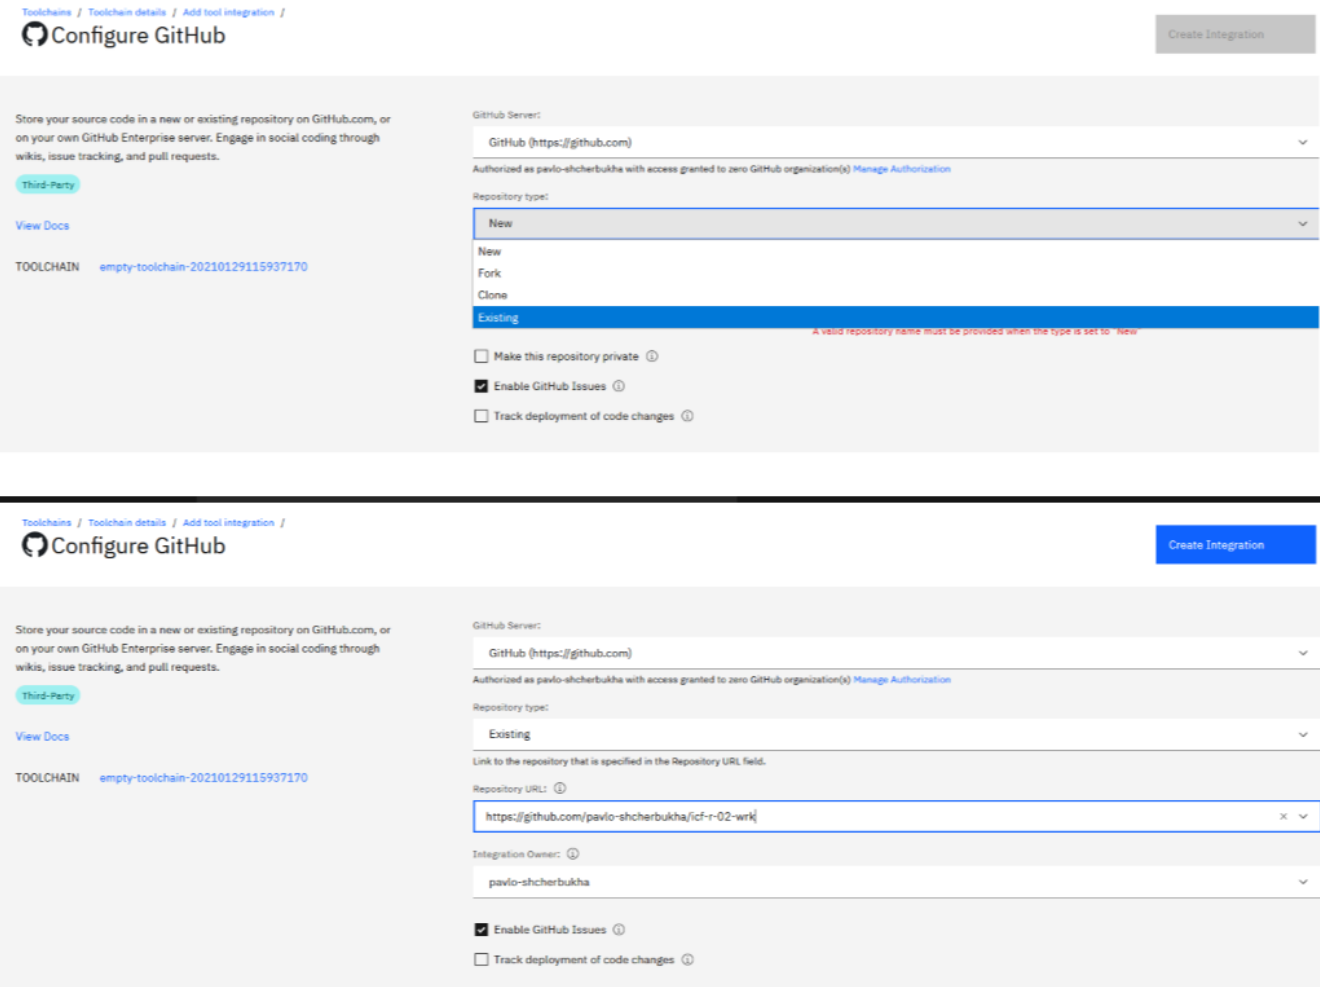 Toolchains / Toolchain details / Add tool integration /
Configure GitHub
Create Integration
Store your source code in a new or existing repository on GitHub.com, or
on your own GitHub Enterprise server. Engage in social coding through
wikis, issue tracking, and pull requests.
Third-Party
View Docs
TOOLCHAIN empty-toolchain-20210129115937170
GitHub Server:
GitHub (https://github.com)
Authorized as pavlo-shcherbukha with access granted to zero GitHub organization(s) Manage Authorization
Repository type:
New
New
Fork
Clone
Existing
A valid repository name must be provided when the type is set to "New"
Make this repository private
Enable GitHub Issues
Track deployment of code changes
Toolchains / Toolchain details / Add tool integration /
Configure GitHub
Create Integration
Store your source code in a new or existing repository on GitHub.com, or
on your own GitHub Enterprise server. Engage in social coding through
wikis, issue tracking, and pull requests.
Third-Party
View Docs
TOOLCHAIN empty-toolchain-20210129115937170
GitHub Server:
GitHub (https://github.com)
Authorized as pavlo-shcherbukha with access granted to zero GitHub organization(s) Manage Authorization
Repository type:
Existing
Link to the repository that is specified in the Repository URL field.
Repository URL:
https://github.com/pavlo-shcherbukha/icf-r-02-wrk
Integration Owner:
pavlo-shcherbukha
Enable GitHub Issues
Track deployment of code changes